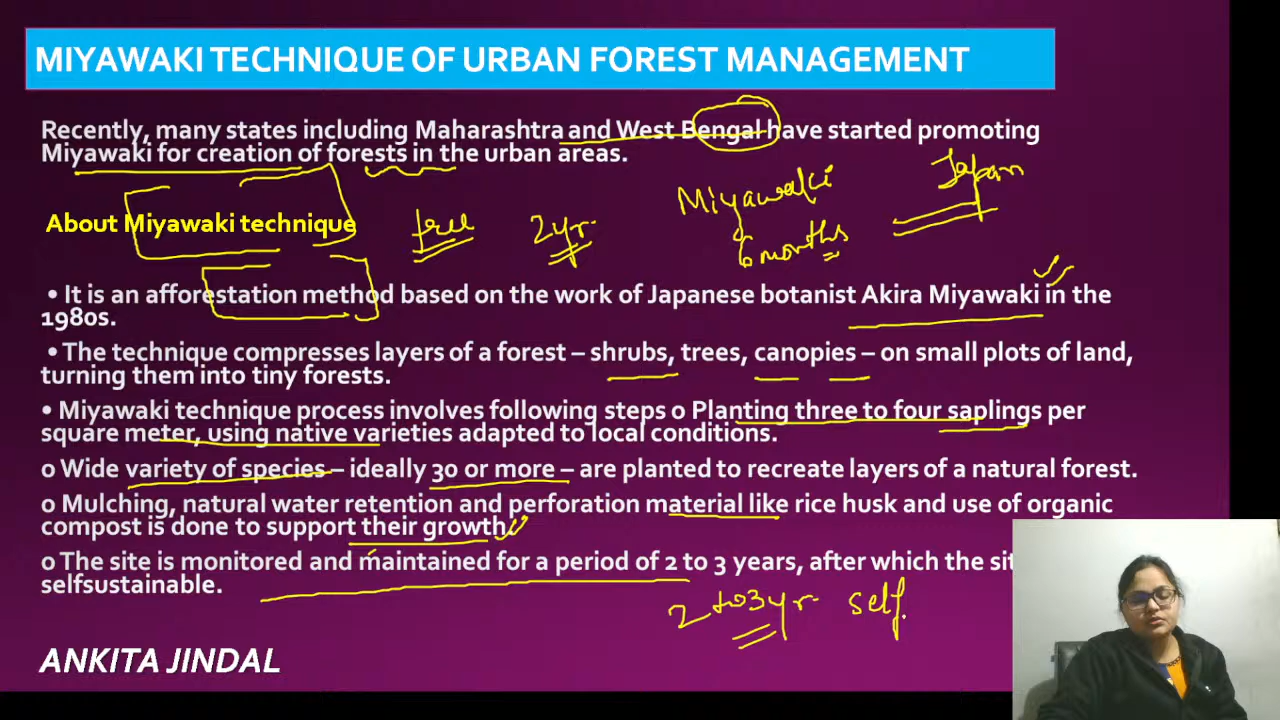 MIYAWAKI TECHNIQUE OF URBAN FOREST MANAGEMENT
Recently, many states including Maharashtra and West Bengal have started promoting
Miyawaki for creation of forests in the urban areas.
Japan
Miyawaki
About Miyawaki technique
tree
2yr.
6 months
• It is an afforestation method based on the work of Japanese botanist Akira Miyawaki in the
1980s.
• The technique compresses layers of a forest – shrubs, trees, canopies – on small plots of land,
turning them into tiny forests.
• Miyawaki technique process involves following steps o Planting three to four saplings per
square meter, using native varieties adapted to local conditions.
o Wide variety of species – ideally 30 or more – are planted to recreate layers of a natural forest.
o Mulching, natural water retention and perforation material like rice husk and use of organic
compost is done to support their growth.
o The site is monitored and maintained for a period of 2 to 3 years, after which the sit
selfsustainable.
2 to 3 yr. self.
ANKITA JINDAL